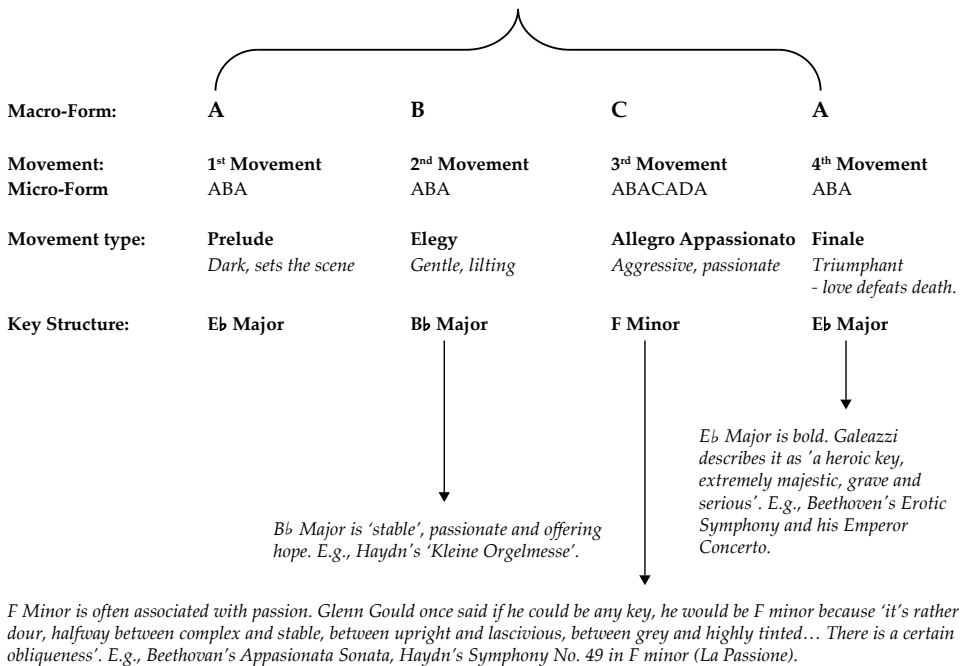 Macro-Form: A B C A
Movement: 1st Movement 2nd Movement 3rd Movement 4th Movement
Micro-Form ABA ABA ABACADA ABA
Movement type: Prelude Elegy Allegro Appassionato Finale
Dark, sets the scene Gentle, lilting Aggressive, passionate Triumphant
- love defeats death.
Key Structure: E♭ Major B♭ Major F Minor E♭ Major
E♭ Major is bold. Galeazzi
describes it as 'a heroic key,
extremely majestic, grave and
serious'. E.g., Beethoven's Erotic
Symphony and his Emperor
Concerto.
B♭ Major is 'stable', passionate and offering
hope. E.g., Haydn's 'Kleine Orgelmesse'.
F Minor is often associated with passion. Glenn Gould once said if he could be any key, he would be F minor because 'it's rather
dour, halfway between complex and stable, between upright and lascivious, between grey and highly tinted… There is a certain
obliqueness'. E.g., Beethovan's Appasionata Sonata, Haydn's Symphony No. 49 in F minor (La Passione).